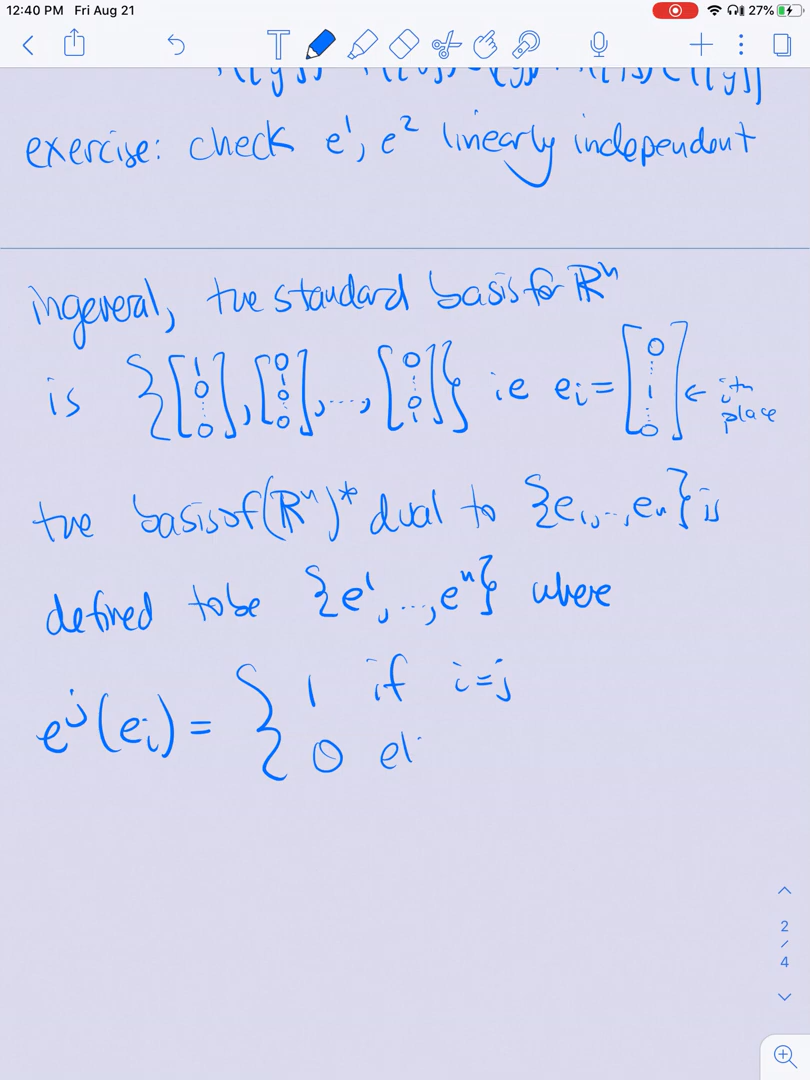 12:40 PM Fri Aug 21 27%
exercise: check e¹, e² linearly independent
in general, the standard basis for ℝⁿ
is {[1 0 ⋮ 0], [0 1 0 ⋮ 0], ..., [0 ⋮ 0 1]} ie eᵢ = [0 ⋮ 1 ⋮ 0] ← ith place
the basis of (ℝⁿ)* dual to {e₁,...,eₙ} is
defined to be {e¹,...,eⁿ} where
eʲ(eᵢ) = { 1 if i=j
0 el
2
/
4